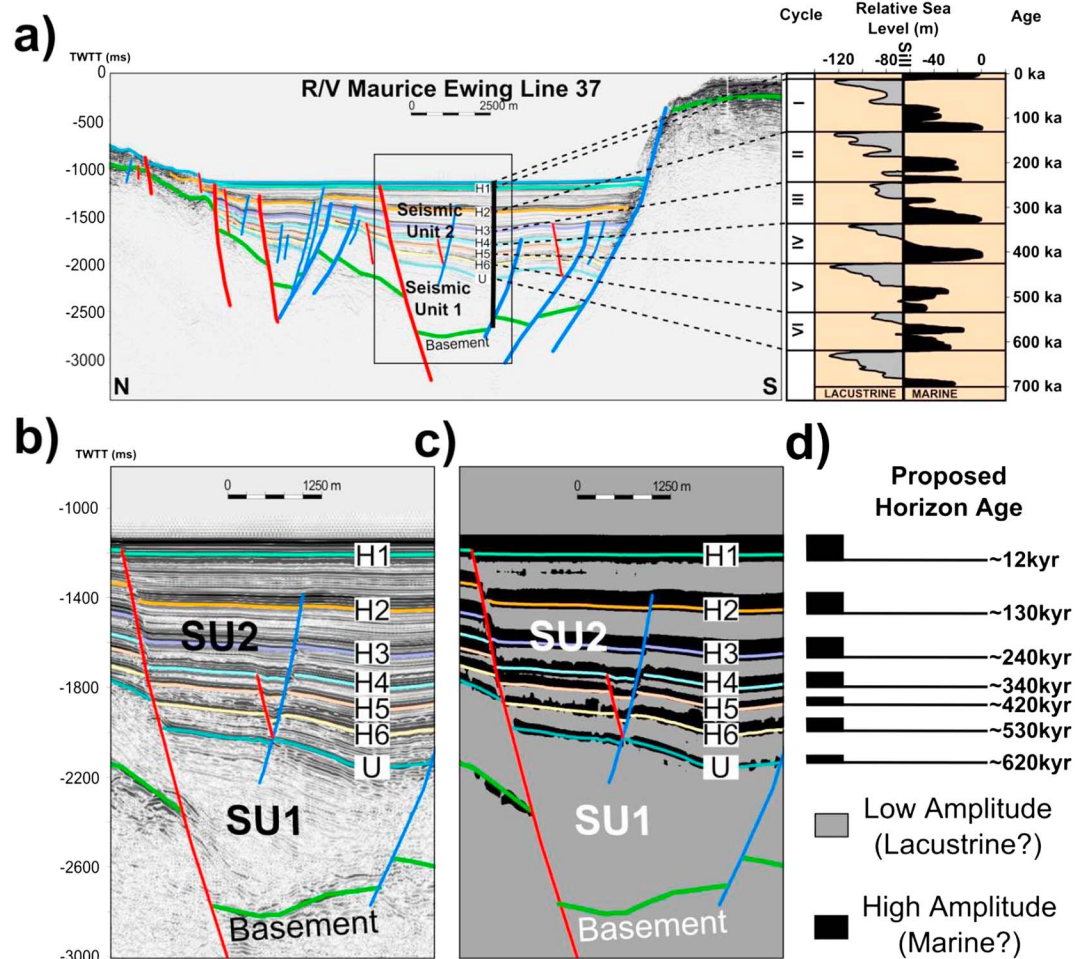 a)
TWTT (ms)
0
-500
-1000
-1500
-2000
-2500
-3000
R/V Maurice Ewing Line 37
0 2500 m
H1
H2
H3
H4
H5
H6
U
Seismic
Unit 2
Seismic
Unit 1
Basement
N
S
Cycle
Relative Sea
Level (m)
Age
-120 -80 Sill -40 0
I
II
III
IV
V
VI
0 ka
100 ka
200 ka
300 ka
400 ka
500 ka
600 ka
700 ka
LACUSTRINE MARINE
b)
TWTT (ms)
-1000
-1400
-1800
-2200
-2600
-3000
0 1250 m
H1
H2
H3
H4
H5
H6
U
SU2
SU1
Basement
c)
0 1250 m
H1
H2
H3
H4
H5
H6
U
SU2
SU1
Basement
d)
Proposed
Horizon Age
~12kyr
~130kyr
~240kyr
~340kyr
~420kyr
~530kyr
~620kyr
Low Amplitude
(Lacustrine?)
High Amplitude
(Marine?)